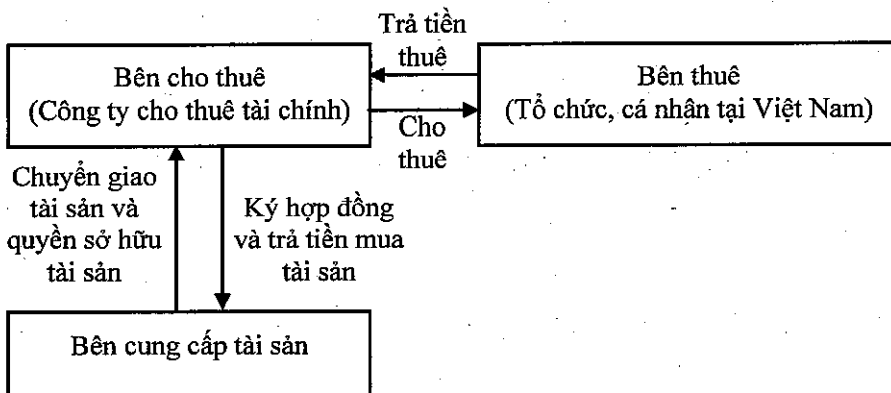 Trả tiền
thuê
Bên cho thuê
(Công ty cho thuê tài chính)
Bên thuê
(Tổ chức, cá nhân tại Việt Nam)
Cho
thuê
Chuyển giao
tài sản và
quyền sở hữu
tài sản
Ký hợp đồng
và trả tiền mua
tài sản
Bên cung cấp tài sản